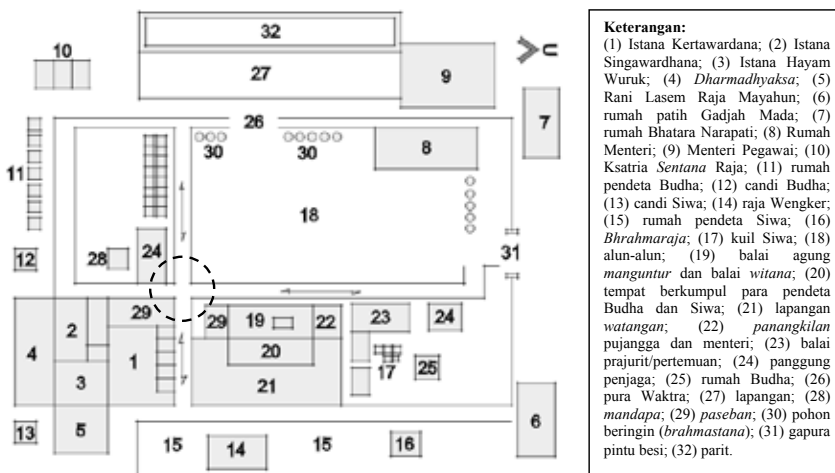 32
10
27
9
U
26
7
30
30
8
11
18
28
24
31
12
29
29
19
22
23
24
2
4
20
1
17
25
3
21
6
13
5
15
14
15
16
Keterangan:
(1) Istana Kertawardana; (2) Istana
Singawardhana; (3) Istana Hayam
Wuruk; (4) Dharmadhyaksa; (5)
Rani Lasem Raja Mayahun; (6)
rumah patih Gadjah Mada; (7)
rumah Bhatara Narapati; (8) Rumah
Menteri; (9) Menteri Pegawai; (10)
Ksatria Sentana Raja; (11) rumah
pendeta Budha; (12) candi Budha;
(13) candi Siwa; (14) raja Wengker;
(15) rumah pendeta Siwa; (16)
Bhrahmaraja; (17) kuil Siwa; (18)
alun-alun; (19) balai agung
manguntur dan balai witana; (20)
tempat berkumpul para pendeta
Budha dan Siwa; (21) lapangan
watangan; (22) panangkilan
pujangga dan menteri; (23) balai
prajurit/pertemuan; (24) panggung
penjaga; (25) rumah Budha; (26)
pura Waktra; (27) lapangan; (28)
mandapa; (29) paseban; (30) pohon
beringin (brahmastana); (31) gapura
pintu besi; (32) parit.